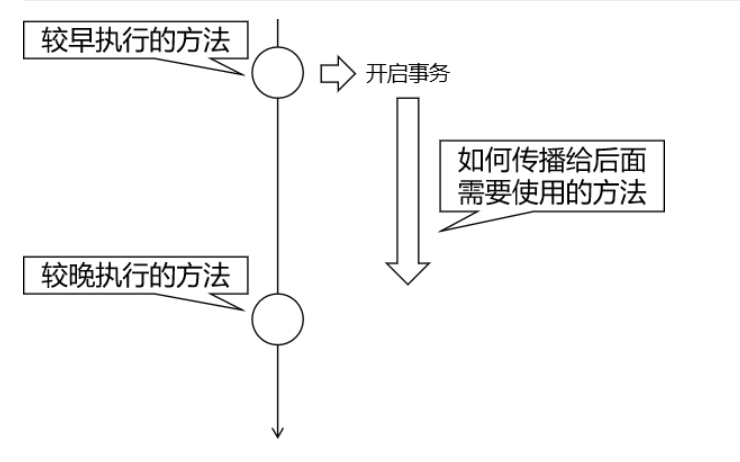 较早执行的方法
开启事务
如何传播给后面
需要使用的方法
较晚执行的方法